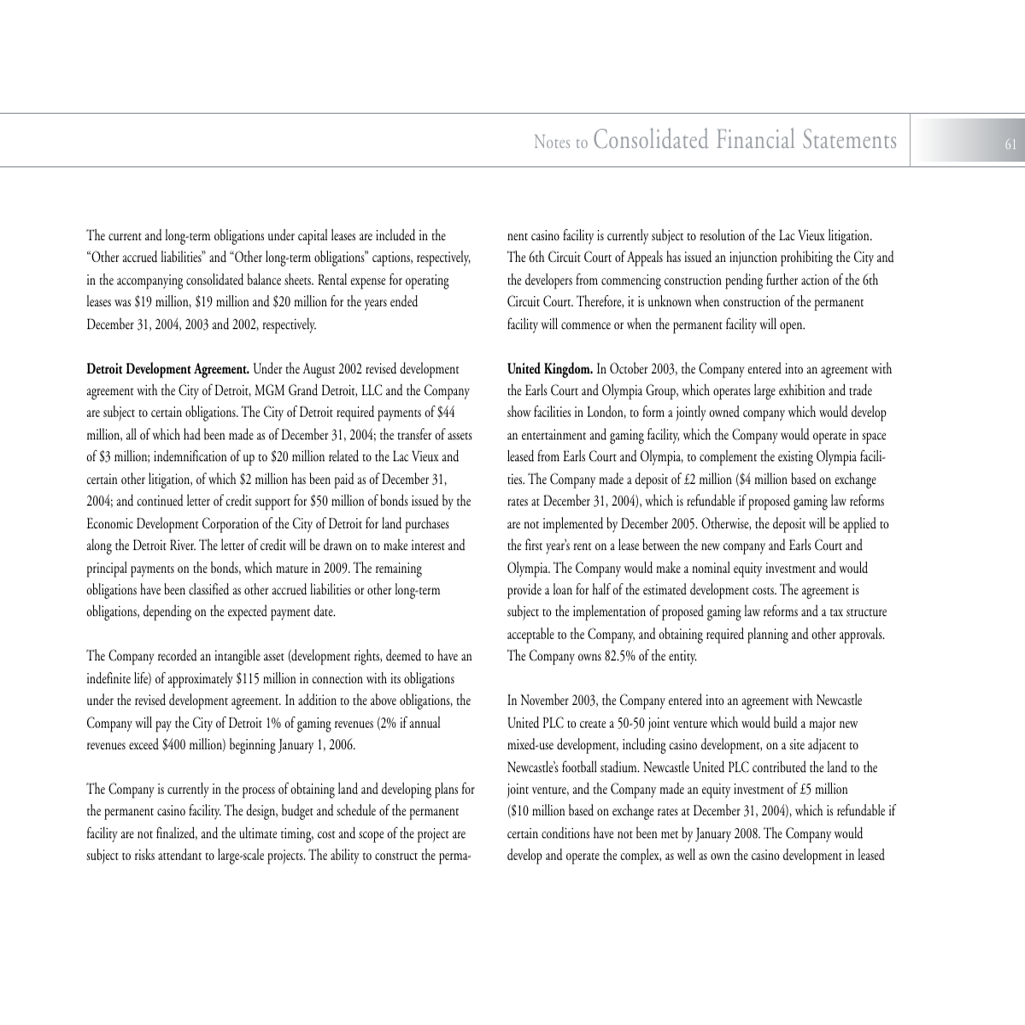 Notes to Consolidated Financial Statements
61
The current and long-term obligations under capital leases are included in the
“Other accrued liabilities” and “Other long-term obligations” captions, respectively,
in the accompanying consolidated balance sheets. Rental expense for operating
leases was $19 million, $19 million and $20 million for the years ended
December 31, 2004, 2003 and 2002, respectively.
Detroit Development Agreement. Under the August 2002 revised development
agreement with the City of Detroit, MGM Grand Detroit, LLC and the Company
are subject to certain obligations. The City of Detroit required payments of $44
million, all of which had been made as of December 31, 2004; the transfer of assets
of $3 million; indemnification of up to $20 million related to the Lac Vieux and
certain other litigation, of which $2 million has been paid as of December 31,
2004; and continued letter of credit support for $50 million of bonds issued by the
Economic Development Corporation of the City of Detroit for land purchases
along the Detroit River. The letter of credit will be drawn on to make interest and
principal payments on the bonds, which mature in 2009. The remaining
obligations have been classified as other accrued liabilities or other long-term
obligations, depending on the expected payment date.
The Company recorded an intangible asset (development rights, deemed to have an
indefinite life) of approximately $115 million in connection with its obligations
under the revised development agreement. In addition to the above obligations, the
Company will pay the City of Detroit 1% of gaming revenues (2% if annual
revenues exceed $400 million) beginning January 1, 2006.
The Company is currently in the process of obtaining land and developing plans for
the permanent casino facility. The design, budget and schedule of the permanent
facility are not finalized, and the ultimate timing, cost and scope of the project are
subject to risks attendant to large-scale projects. The ability to construct the perma-
nent casino facility is currently subject to resolution of the Lac Vieux litigation.
The 6th Circuit Court of Appeals has issued an injunction prohibiting the City and
the developers from commencing construction pending further action of the 6th
Circuit Court. Therefore, it is unknown when construction of the permanent
facility will commence or when the permanent facility will open.
United Kingdom. In October 2003, the Company entered into an agreement with
the Earls Court and Olympia Group, which operates large exhibition and trade
show facilities in London, to form a jointly owned company which would develop
an entertainment and gaming facility, which the Company would operate in space
leased from Earls Court and Olympia, to complement the existing Olympia facili-
ties. The Company made a deposit of £2 million ($4 million based on exchange
rates at December 31, 2004), which is refundable if proposed gaming law reforms
are not implemented by December 2005. Otherwise, the deposit will be applied to
the first year’s rent on a lease between the new company and Earls Court and
Olympia. The Company would make a nominal equity investment and would
provide a loan for half of the estimated development costs. The agreement is
subject to the implementation of proposed gaming law reforms and a tax structure
acceptable to the Company, and obtaining required planning and other approvals.
The Company owns 82.5% of the entity.
In November 2003, the Company entered into an agreement with Newcastle
United PLC to create a 50-50 joint venture which would build a major new
mixed-use development, including casino development, on a site adjacent to
Newcastle’s football stadium. Newcastle United PLC contributed the land to the
joint venture, and the Company made an equity investment of £5 million
($10 million based on exchange rates at December 31, 2004), which is refundable if
certain conditions have not been met by January 2008. The Company would
develop and operate the complex, as well as own the casino development in leased